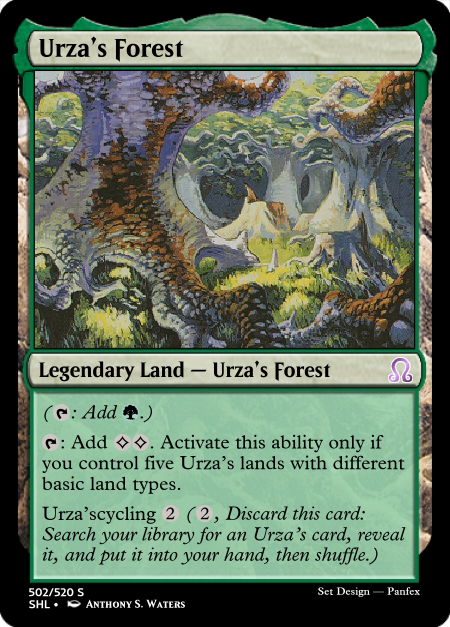 Urza's Forest
Legendary Land — Urza's Forest
(: Add .)
: Add . Activate this ability only if
you control five Urza's lands with different
basic land types.
Urza'scycling 2 ( 2, Discard this card:
Search your library for an Urza's card, reveal
it, and put it into your hand, then shuffle.)
502/520 S
Set Design — Panfex
SHL • Anthony S. Waters